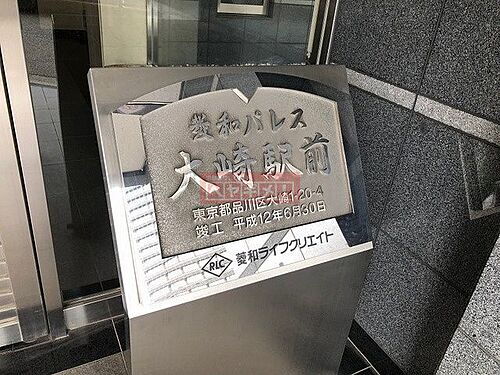 菱和パレス
大崎駅前
東京都品川区大崎1-20-4
竣工 平成12年6月30日
RLC 菱和ライフクリエイト